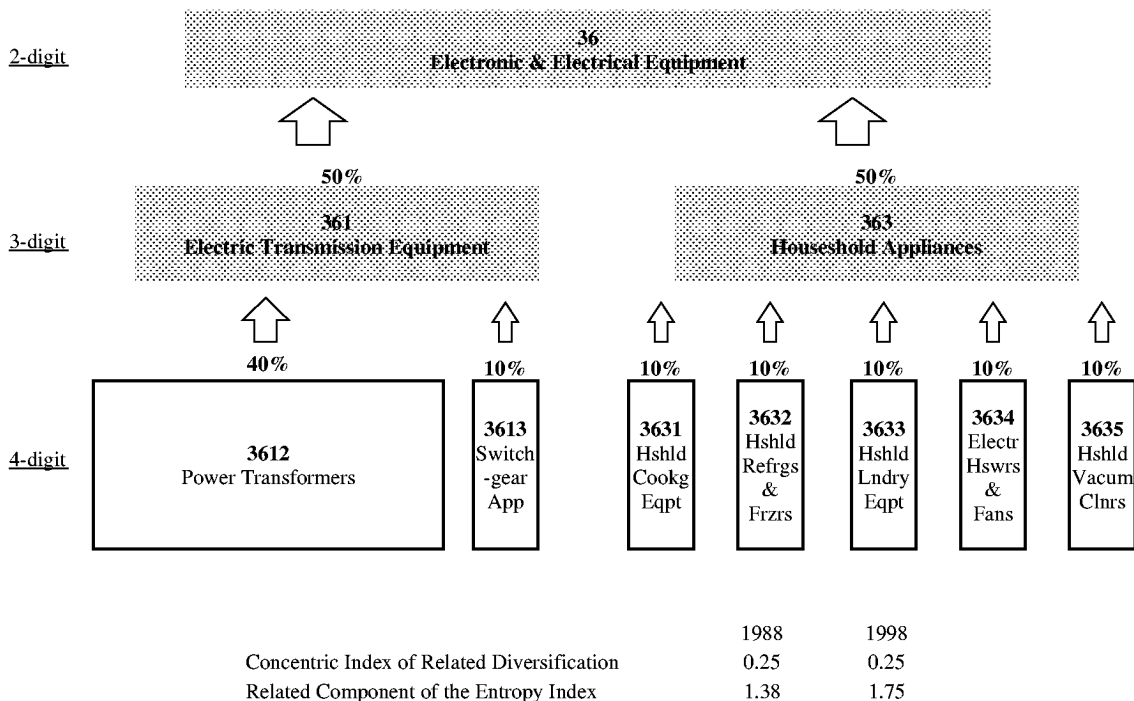 2-digit
36
Electronic & Electrical Equipment
50%
50%
3-digit
361
Electric Transmission Equipment
363
Houseshold Appliances
40%
10%
10%
10%
10%
10%
10%
4-digit
3612
Power Transformers
3613
Switch
-gear
App
3631
Hshld
Cookg
Eqpt
3632
Hshld
Refrgs
&
Frzrs
3633
Hshld
Lndry
Eqpt
3634
Electr
Hswrs
&
Fans
3635
Hshld
Vacum
Clnrs
1988 1998
Concentric Index of Related Diversification 0.25 0.25
Related Component of the Entropy Index 1.38 1.75